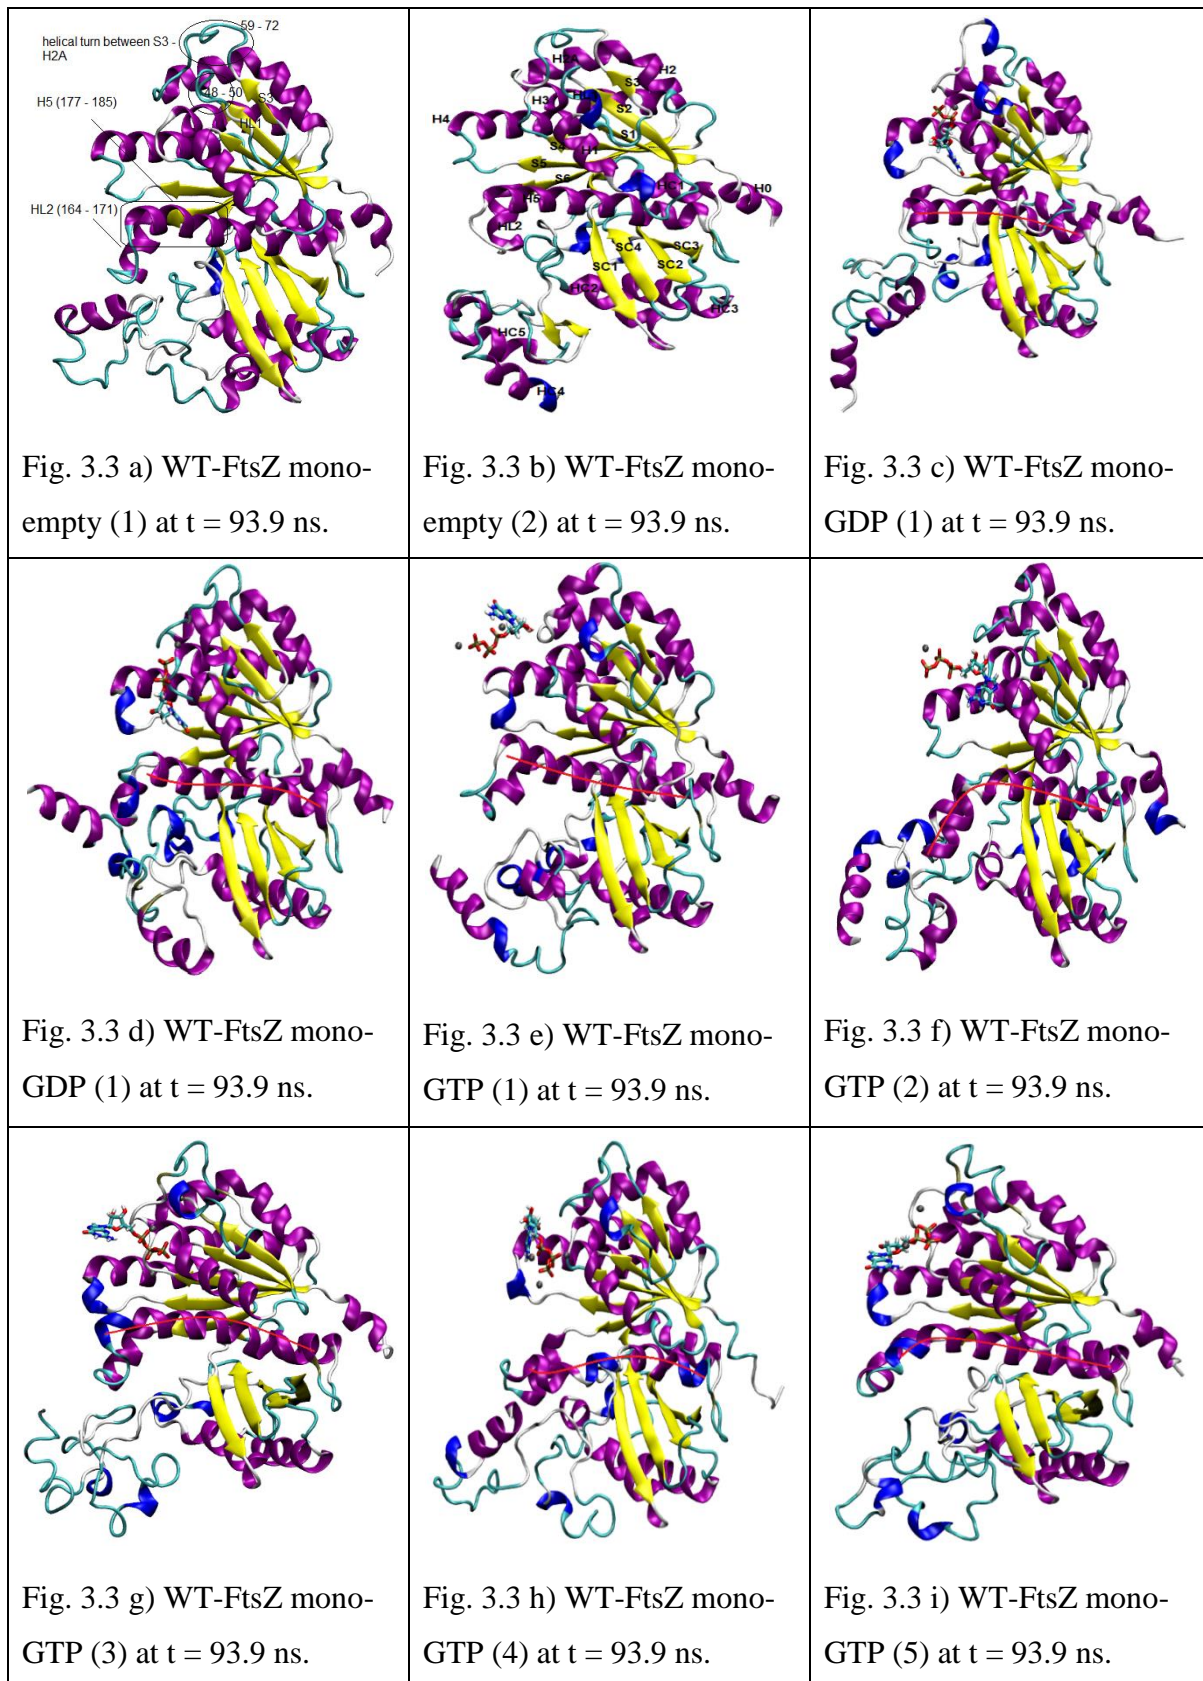 59 - 72
helical turn between S3 -
H2A
48 - 50
S3
H5 (177 - 185)
HL1
HL2 (164 - 171)
Fig. 3.3 a) WT-FtsZ mono-
empty (1) at t = 93.9 ns.
H2A
H2
S3
H3
S2
H4
S1
H1
S5
S6
HC1
H0
H5
HL2
SC4
SC3
SC1
SC2
HC2
HC3
HC5
HC4
Fig. 3.3 b) WT-FtsZ mono-
empty (2) at t = 93.9 ns.
Fig. 3.3 c) WT-FtsZ mono-
GDP (1) at t = 93.9 ns.
Fig. 3.3 d) WT-FtsZ mono-
GDP (1) at t = 93.9 ns.
Fig. 3.3 e) WT-FtsZ mono-
GTP (1) at t = 93.9 ns.
Fig. 3.3 f) WT-FtsZ mono-
GTP (2) at t = 93.9 ns.
Fig. 3.3 g) WT-FtsZ mono-
GTP (3) at t = 93.9 ns.
Fig. 3.3 h) WT-FtsZ mono-
GTP (4) at t = 93.9 ns.
Fig. 3.3 i) WT-FtsZ mono-
GTP (5) at t = 93.9 ns.